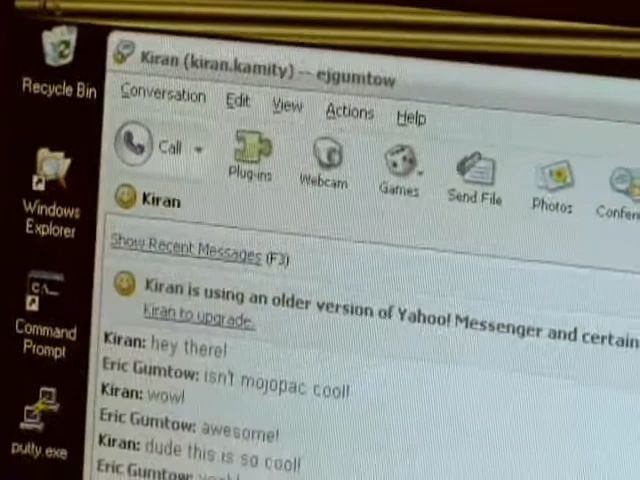 Recycle Bin
Windows
Explorer
Command
Prompt
putty.exe
Kiran (kiran.kamity) -- ejgumtow
Conversation Edit View Actions Help
Call Plug-ins Webcam Games Send File Photos Conferen
Kiran
Show Recent Messages (F3)
Kiran is using an older version of Yahoo! Messenger and certain
Kiran to upgrade.
Kiran: hey there!
Eric Gumtow: isn't mojopac cool!
Kiran: wow!
Eric Gumtow: awesome!
Kiran: dude this is so cool!
Eric Gumtow: